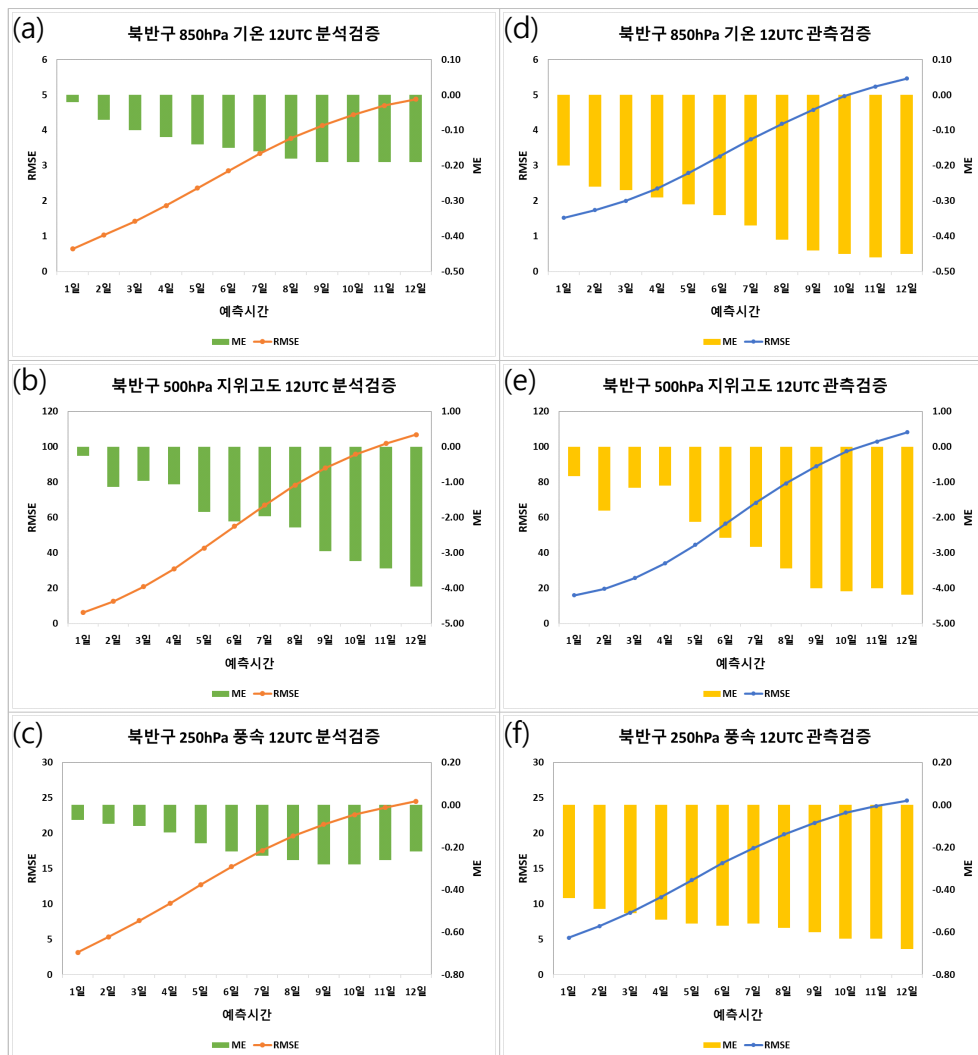 (a)
북반구 850hPa 기온 12UTC 분석검증
6
5
4
3
2
1
0
RMSE
0.10
0.00
-0.10
-0.20
-0.30
-0.40
-0.50
ME
1일 2일 3일 4일 5일 6일 7일 8일 9일 10일 11일 12일
예측시간
ME RMSE
(d)
북반구 850hPa 기온 12UTC 관측검증
6
5
4
3
2
1
0
RMSE
0.10
0.00
-0.10
-0.20
-0.30
-0.40
-0.50
ME
1일 2일 3일 4일 5일 6일 7일 8일 9일 10일 11일 12일
예측시간
ME RMSE
(b)
북반구 500hPa 지위고도 12UTC 분석검증
120
100
80
60
40
20
0
RMSE
1.00
0.00
-1.00
-2.00
-3.00
-4.00
-5.00
ME
1일 2일 3일 4일 5일 6일 7일 8일 9일 10일 11일 12일
예측시간
ME RMSE
(e)
북반구 500hPa 지위고도 12UTC 관측검증
120
100
80
60
40
20
0
RMSE
1.00
0.00
-1.00
-2.00
-3.00
-4.00
-5.00
ME
1일 2일 3일 4일 5일 6일 7일 8일 9일 10일 11일 12일
예측시간
ME RMSE
(c)
북반구 250hPa 풍속 12UTC 분석검증
30
25
20
15
10
5
0
RMSE
0.20
0.00
-0.20
-0.40
-0.60
-0.80
ME
1일 2일 3일 4일 5일 6일 7일 8일 9일 10일 11일 12일
예측시간
ME RMSE
(f)
북반구 250hPa 풍속 12UTC 관측검증
30
25
20
15
10
5
0
RMSE
0.20
0.00
-0.20
-0.40
-0.60
-0.80
ME
1일 2일 3일 4일 5일 6일 7일 8일 9일 10일 11일 12일
예측시간
ME RMSE